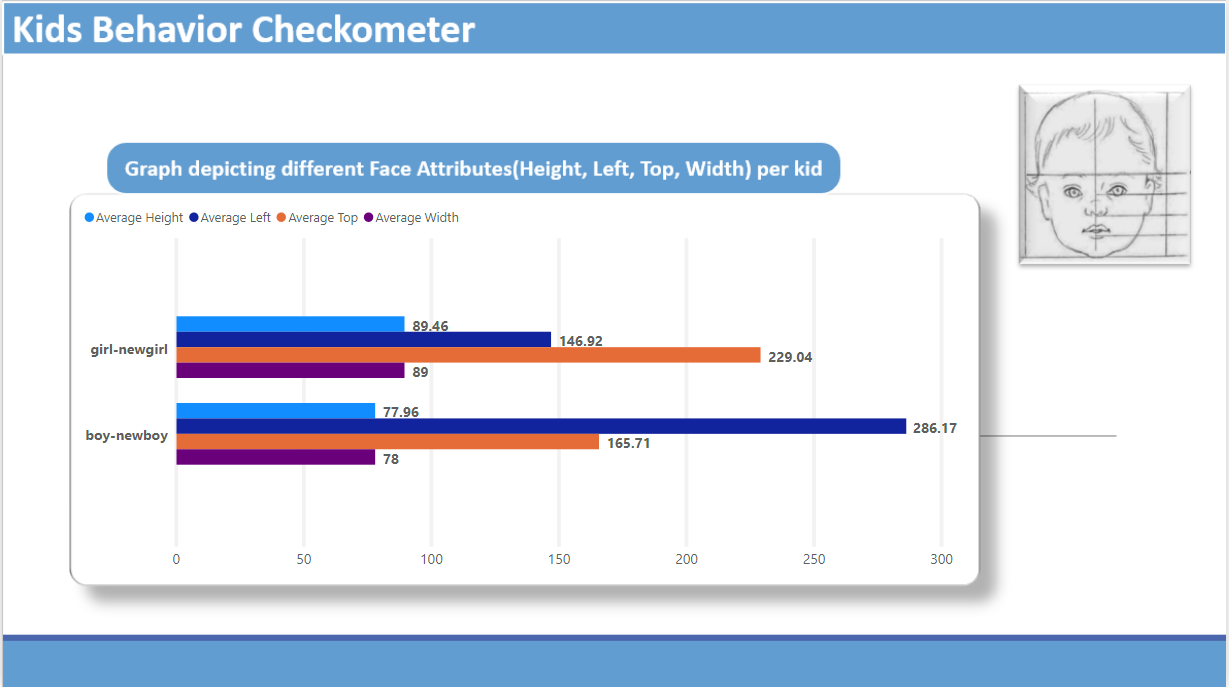 Kids Behavior Checkometer
Graph depicting different Face Attributes(Height, Left, Top, Width) per kid
Average Height Average Left Average Top Average Width
girl-newgirl
89.46
146.92
229.04
89
boy-newboy
77.96
286.17
165.71
78
0 50 100 150 200 250 300